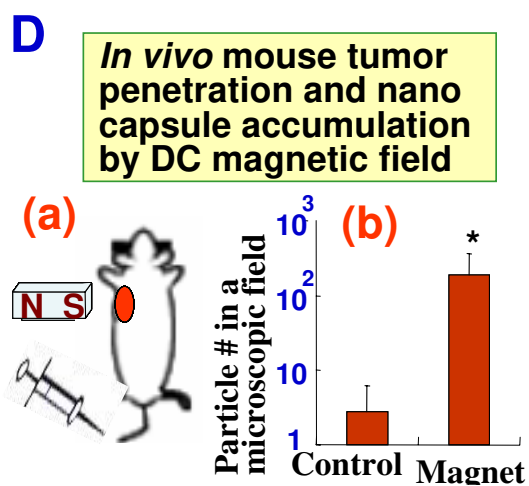 D
In vivo mouse tumor
penetration and nano
capsule accumulation
by DC magnetic field
(a)
N S
(b)
Particle # in a
microscopic field
10³
10²
10
1
*
Control Magnet